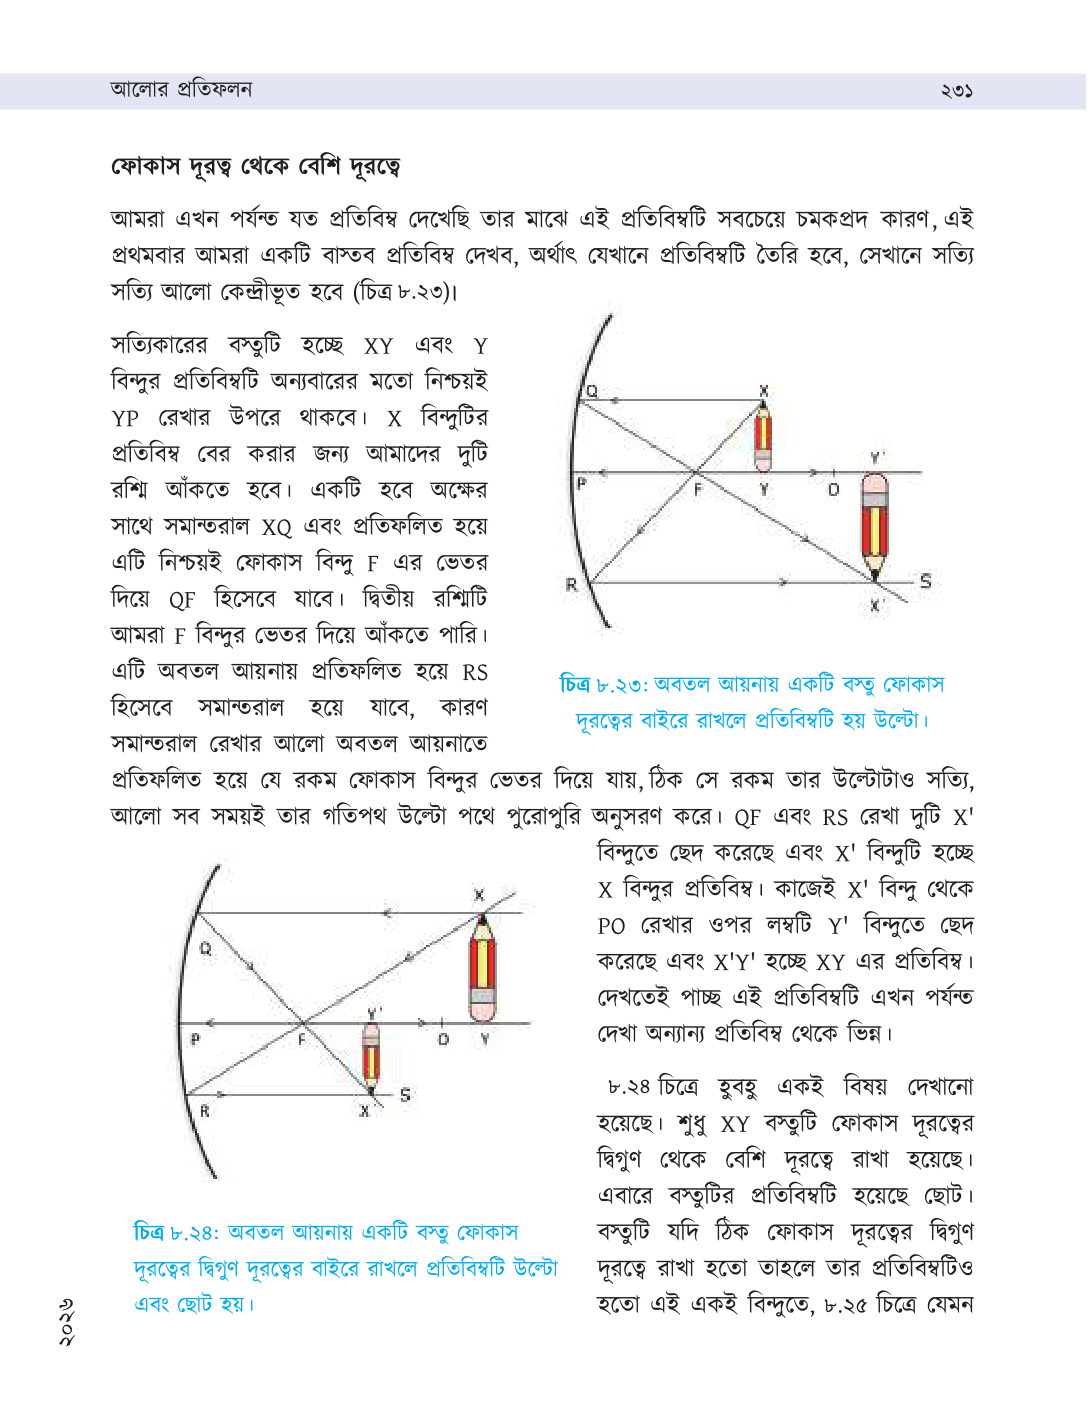 আলোর প্রতিফলন ২৩১
ফোকাস দূরত্ব থেকে বেশি দূরত্বে
আমরা এখন পর্যন্ত যত প্রতিবিম্ব দেখেছি তার মাঝে এই প্রতিবিম্বটি সবচেয়ে চমকপ্রদ কারণ, এই
প্রথমবার আমরা একটি বাস্তব প্রতিবিম্ব দেখব, অর্থাৎ যেখানে প্রতিবিম্বটি তৈরি হবে, সেখানে সত্যি
সত্যি আলো কেন্দ্রীভূত হবে (চিত্র ৮.২৩)।
সত্যিকারের বস্তুটি হচ্ছে XY এবং Y
বিন্দুর প্রতিবিম্বটি অন্যবারের মতো নিশ্চয়ই
YP রেখার উপরে থাকবে। X বিন্দুটির
প্রতিবিম্ব বের করার জন্য আমাদের দুটি
রশ্মি আঁকতে হবে। একটি হবে অক্ষের
সাথে সমান্তরাল XQ এবং প্রতিফলিত হয়ে
এটি নিশ্চয়ই ফোকাস বিন্দু F এর ভেতর
দিয়ে QF হিসেবে যাবে। দ্বিতীয় রশ্মিটি
আমরা F বিন্দুর ভেতর দিয়ে আঁকতে পারি।
এটি অবতল আয়নায় প্রতিফলিত হয়ে RS
হিসেবে সমান্তরাল হয়ে যাবে, কারণ
সমান্তরাল রেখার আলো অবতল আয়নাতে
Q X
Y'
P F Y O
R S
X'
চিত্র ৮.২৩: অবতল আয়নায় একটি বস্তু ফোকাস
দূরত্বের বাইরে রাখলে প্রতিবিম্বটি হয় উল্টো।
প্রতিফলিত হয়ে যে রকম ফোকাস বিন্দুর ভেতর দিয়ে যায়, ঠিক সে রকম তার উল্টোটাও সত্যি,
আলো সব সময়ই তার গতিপথ উল্টো পথে পুরোপুরি অনুসরণ করে। QF এবং RS রেখা দুটি X'
বিন্দুতে ছেদ করেছে এবং X' বিন্দুটি হচ্ছে
X বিন্দুর প্রতিবিম্ব। কাজেই X' বিন্দু থেকে
PO রেখার ওপর লম্বটি Y' বিন্দুতে ছেদ
করেছে এবং X'Y' হচ্ছে XY এর প্রতিবিম্ব।
দেখতেই পাচ্ছ এই প্রতিবিম্বটি এখন পর্যন্ত
দেখা অন্যান্য প্রতিবিম্ব থেকে ভিন্ন।
X
Q
Y'
P F O Y
S
R X'
চিত্র ৮.২৪: অবতল আয়নায় একটি বস্তু ফোকাস
দূরত্বের দ্বিগুণ দূরত্বের বাইরে রাখলে প্রতিবিম্বটি উল্টো
এবং ছোট হয়।
৮.২৪ চিত্রে হুবহু একই বিষয় দেখানো
হয়েছে। শুধু XY বস্তুটি ফোকাস দূরত্বের
দ্বিগুণ থেকে বেশি দূরত্বে রাখা হয়েছে।
এবারে বস্তুটির প্রতিবিম্বটি হয়েছে ছোট।
বস্তুটি যদি ঠিক ফোকাস দূরত্বের দ্বিগুণ
দূরত্বে রাখা হতো তাহলে তার প্রতিবিম্বটিও
হতো এই একই বিন্দুতে, ৮.২৫ চিত্রে যেমন
২০২৬